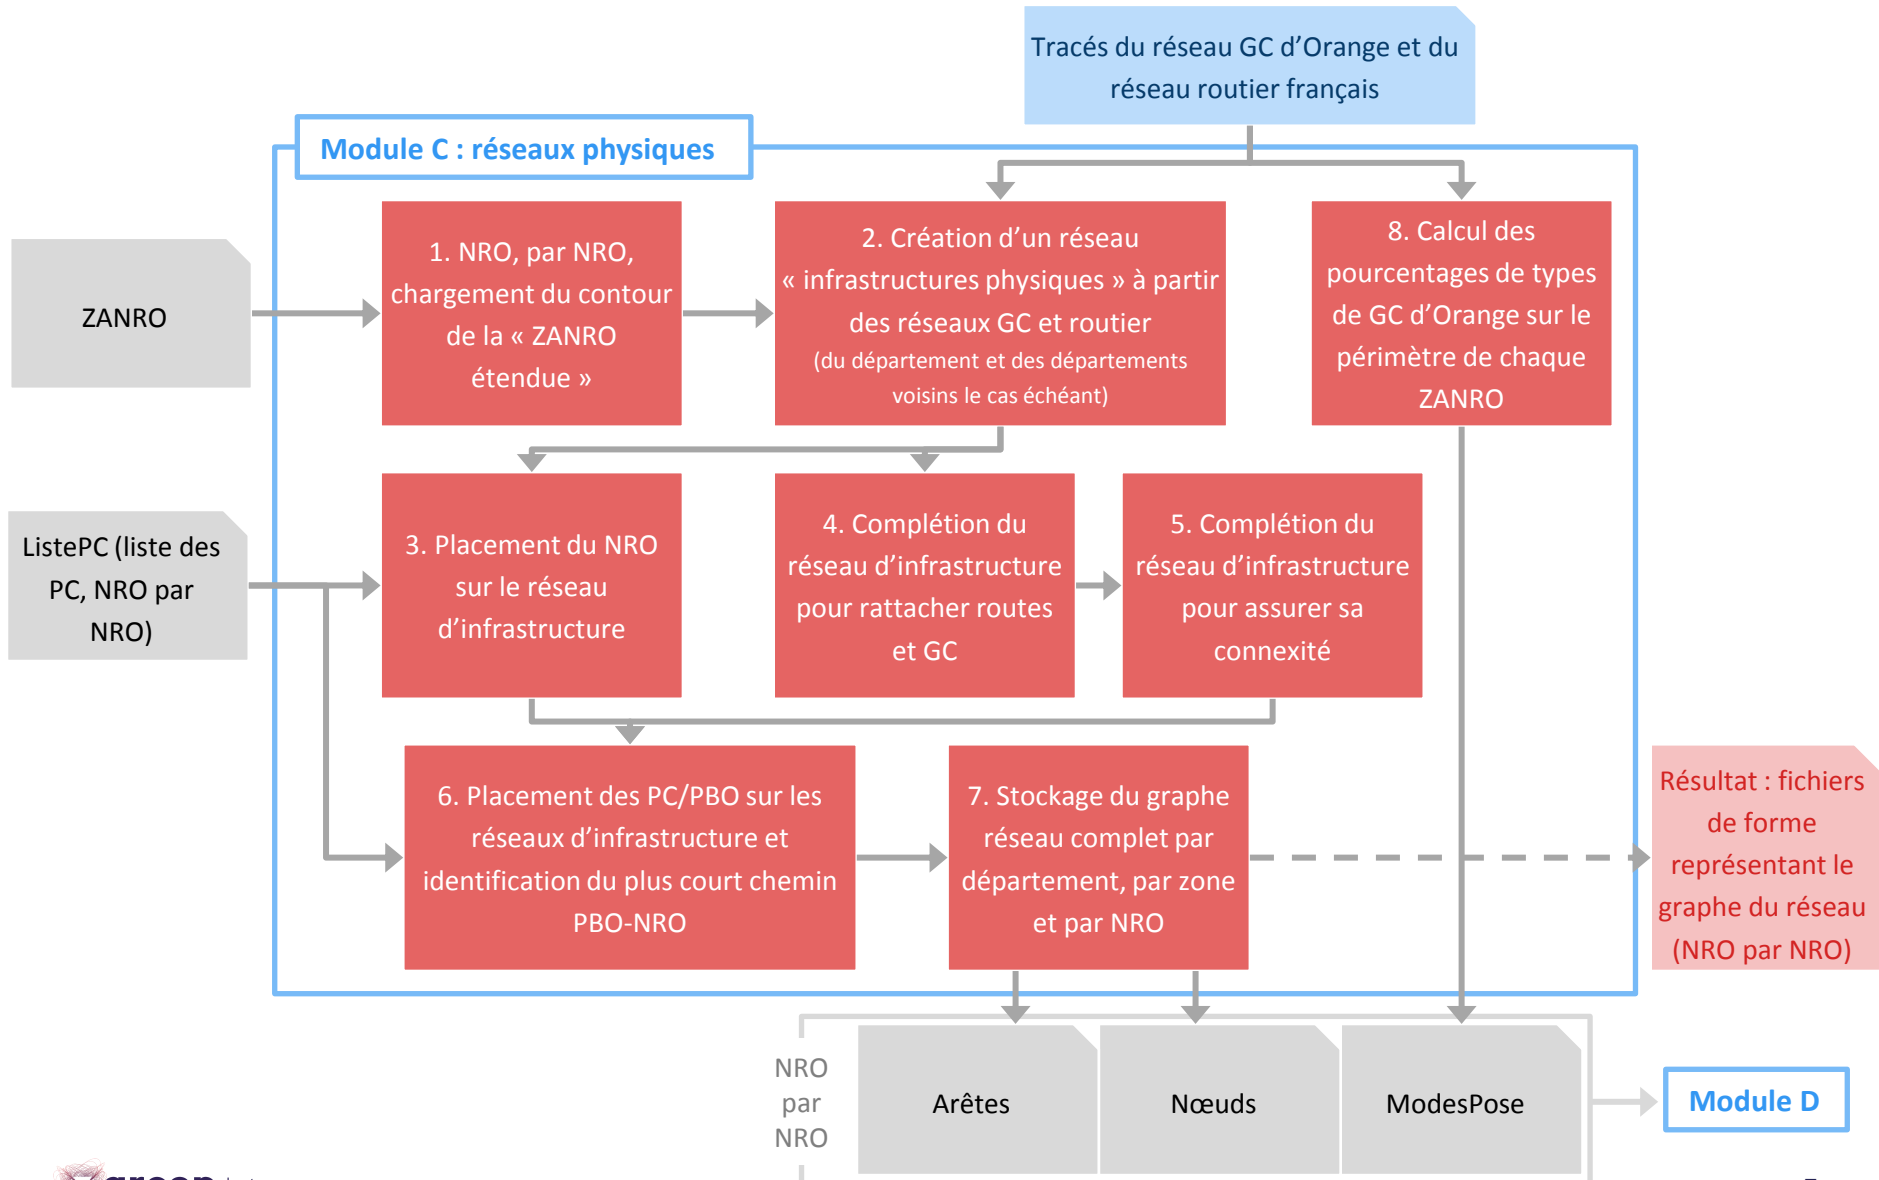 Tracés du réseau GC d'Orange et du
réseau routier français
Module C : réseaux physiques
ZANRO
1. NRO, par NRO,
chargement du contour
de la « ZANRO
étendue »
2. Création d'un réseau
« infrastructures physiques » à partir
des réseaux GC et routier
(du département et des départements
voisins le cas échéant)
8. Calcul des
pourcentages de types
de GC d'Orange sur le
périmètre de chaque
ZANRO
ListePC (liste des
PC, NRO par
NRO)
3. Placement du NRO
sur le réseau
d'infrastructure
4. Complétion du
réseau d'infrastructure
pour rattacher routes
et GC
5. Complétion du
réseau d'infrastructure
pour assurer sa
connexité
6. Placement des PC/PBO sur les
réseaux d'infrastructure et
identification du plus court chemin
PBO-NRO
7. Stockage du graphe
réseau complet par
département, par zone
et par NRO
Résultat : fichiers
de forme
représentant le
graphe du réseau
(NRO par NRO)
NRO
par
NRO
Arêtes
Nœuds
ModesPose
Module D